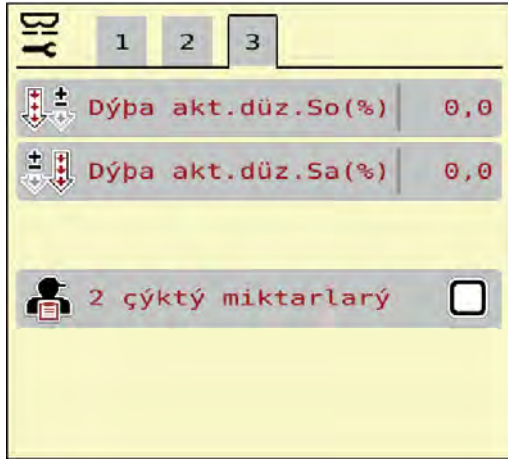 1 2 3
Dýþa akt.düz.So(%) 0,0
Dýþa akt.düz.Sa(%) 0,0
2 çýktý miktarlarý